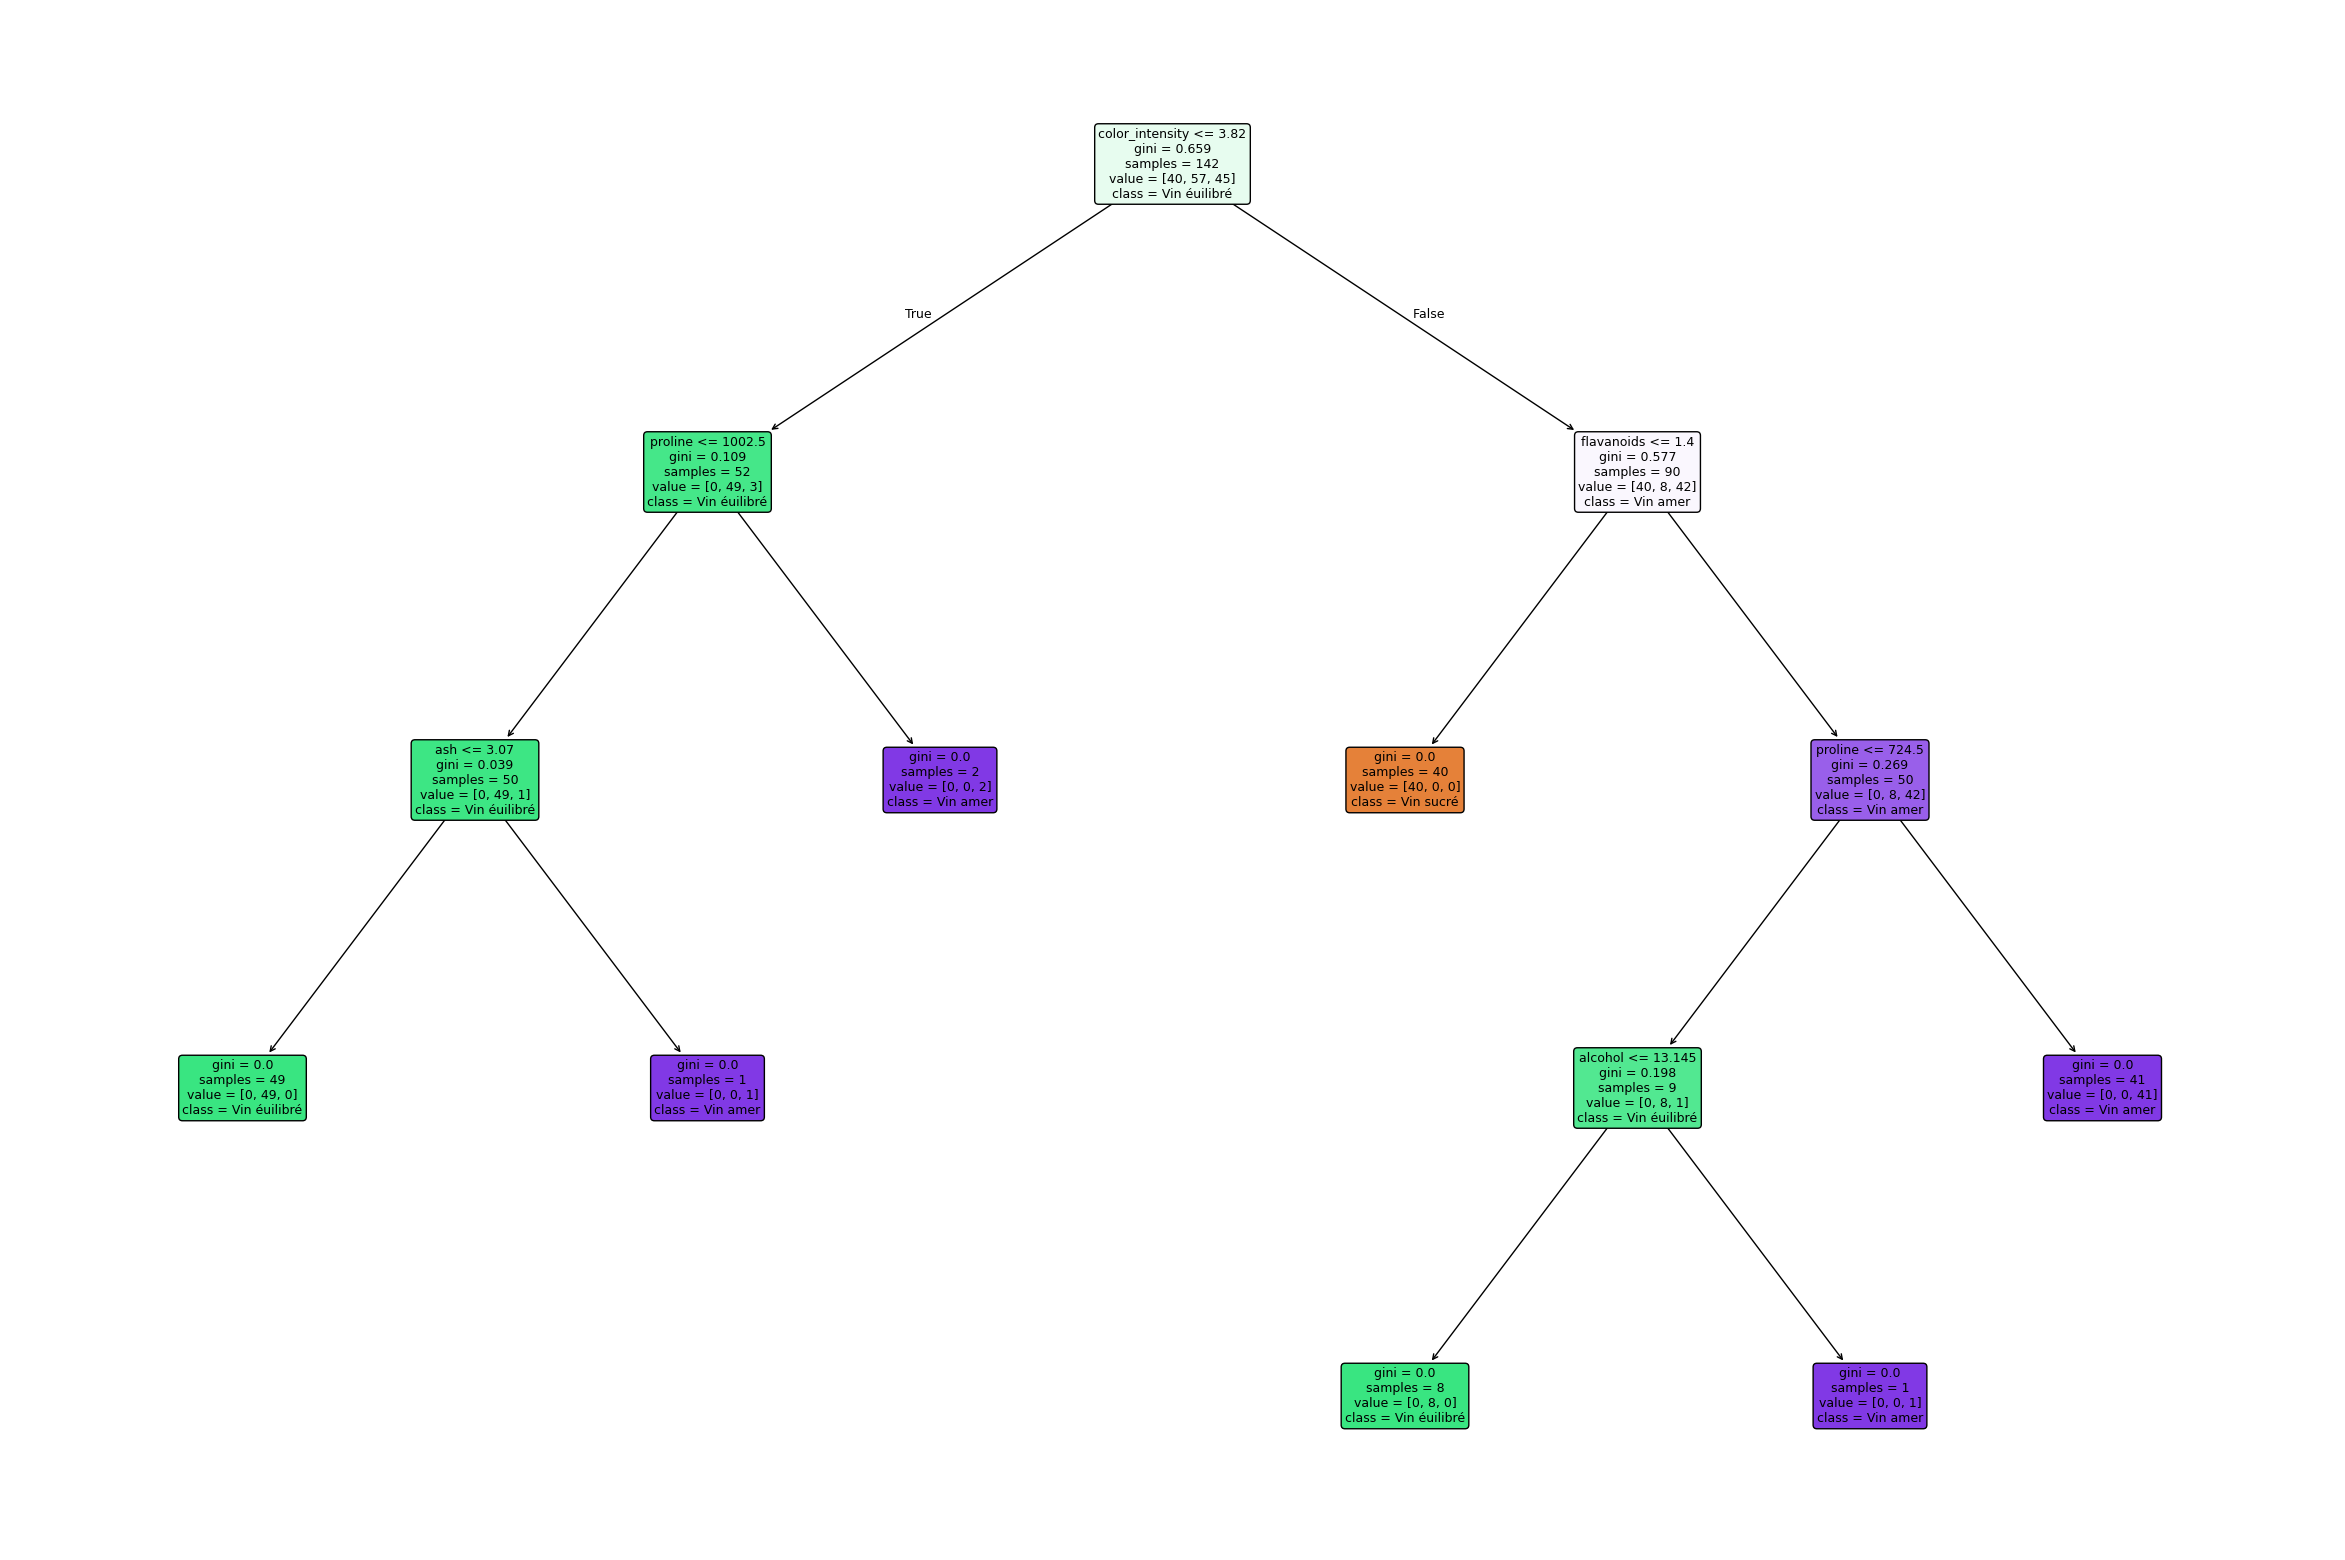 color_intensity <= 3.82
gini = 0.659
samples = 142
value = [40, 57, 45]
class = Vin éuilibré
True
False
proline <= 1002.5
gini = 0.109
samples = 52
value = [0, 49, 3]
class = Vin éuilibré
flavanoids <= 1.4
gini = 0.577
samples = 90
value = [40, 8, 42]
class = Vin amer
ash <= 3.07
gini = 0.039
samples = 50
value = [0, 49, 1]
class = Vin éuilibré
gini = 0.0
samples = 2
value = [0, 0, 2]
class = Vin amer
gini = 0.0
samples = 40
value = [40, 0, 0]
class = Vin sucré
proline <= 724.5
gini = 0.269
samples = 50
value = [0, 8, 42]
class = Vin amer
gini = 0.0
samples = 49
value = [0, 49, 0]
class = Vin éuilibré
gini = 0.0
samples = 1
value = [0, 0, 1]
class = Vin amer
alcohol <= 13.145
gini = 0.198
samples = 9
value = [0, 8, 1]
class = Vin éuilibré
gini = 0.0
samples = 41
value = [0, 0, 41]
class = Vin amer
gini = 0.0
samples = 8
value = [0, 8, 0]
class = Vin éuilibré
gini = 0.0
samples = 1
value = [0, 0, 1]
class = Vin amer